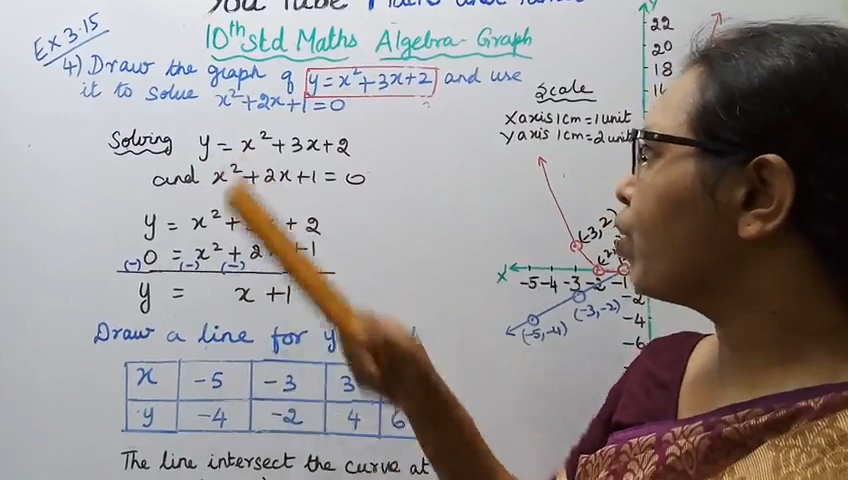 You Tube Maths and
10th std Maths Algebra - Graph
Ex 3.15
4) Draw the graph of y = x² + 3x + 2 and use
it to solve x² + 2x + 1 = 0
Solving y = x² + 3x + 2
and x² + 2x + 1 = 0
y = x² + + 2
0 = x² + 2 1
(-) (-) (-)
y = x + 1
Draw a line for y
x -5 -3 3
y -4 -2 4 6
The line intersect the curve at
Scale
X axis 1cm = 1 unit
Y axis 1cm = 2 unit
Y
22
20
18
(-3, 2)
X -5 -4 -3 -2 -1
-2
(-3, -2)
-4
(-5, -4)
-6